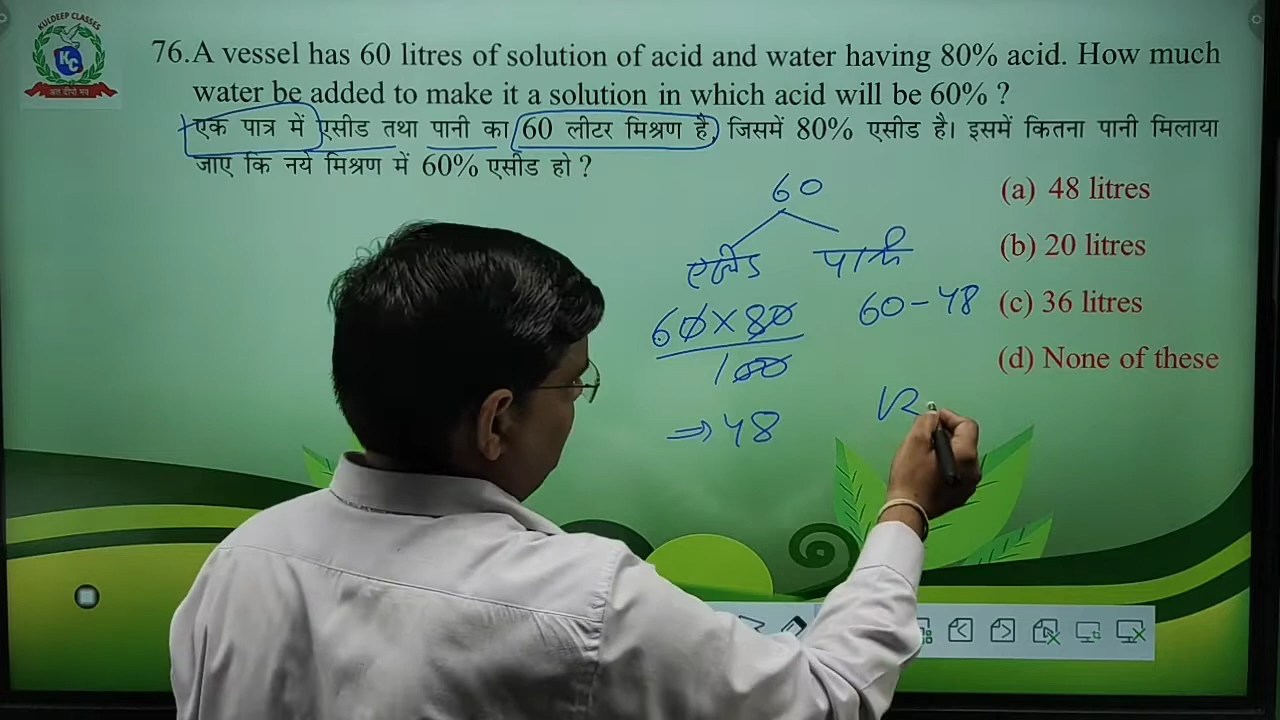 KULDEEP CLASSES
KC
अत्त दीपो भव
76. A vessel has 60 litres of solution of acid and water having 80% acid. How much
water be added to make it a solution in which acid will be 60% ?
एक पात्र में एसीड तथा पानी का 60 लीटर मिश्रण है, जिसमें 80% एसीड है। इसमें कितना पानी मिलाया
जाए कि नये मिश्रण में 60% एसीड हो ?
(a) 48 litres
(b) 20 litres
(c) 36 litres
(d) None of these
60
एसीड पानी
60×80 60-48
100
⇒ 48 12